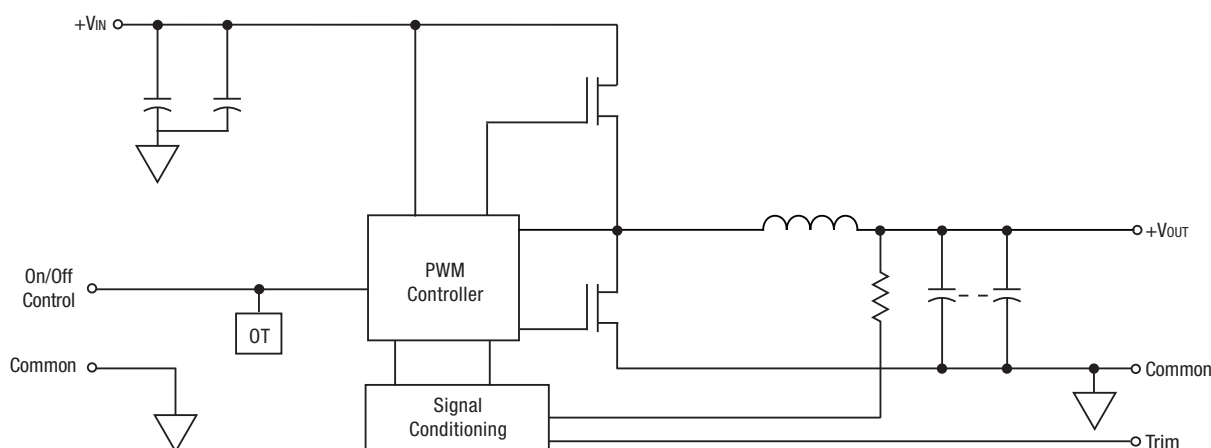 +VIN
+VOUT
On/Off
Control
PWM
Controller
OT
Common
Common
Signal
Conditioning
Trim